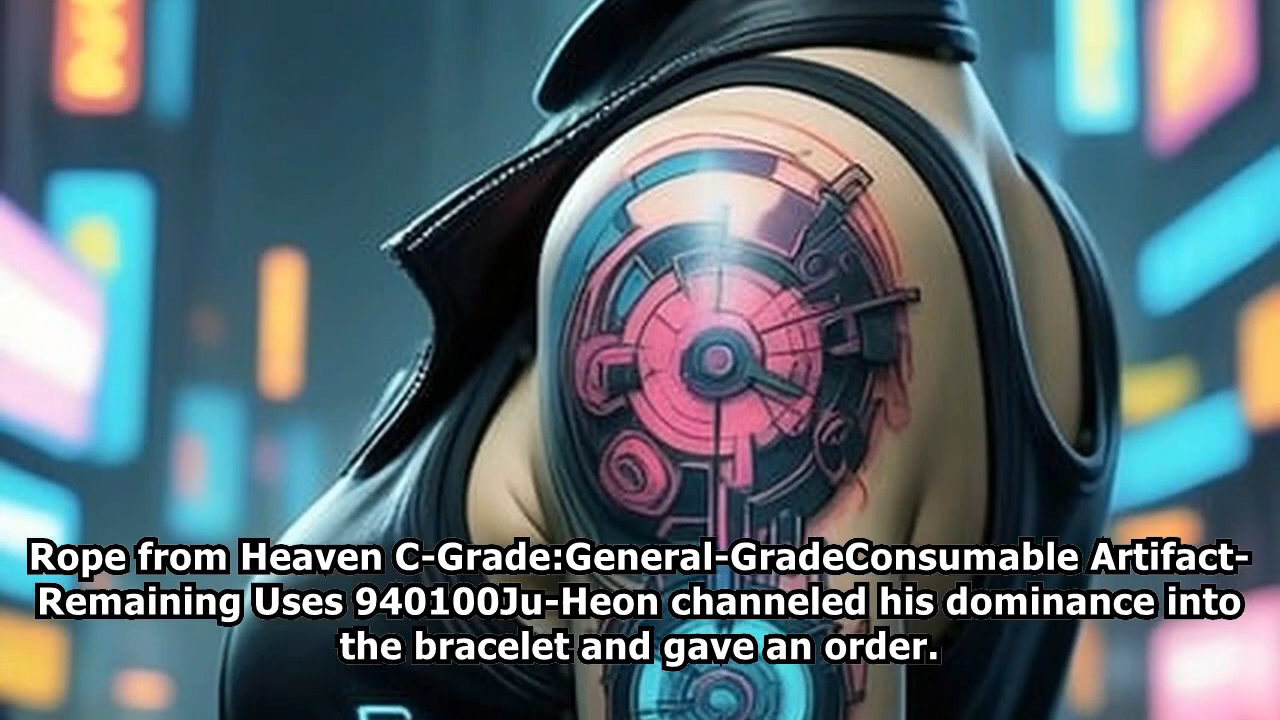 Rope from Heaven C-Grade:General-GradeConsumable Artifact-
Remaining Uses 940100Ju-Heon channeled his dominance into
the bracelet and gave an order.